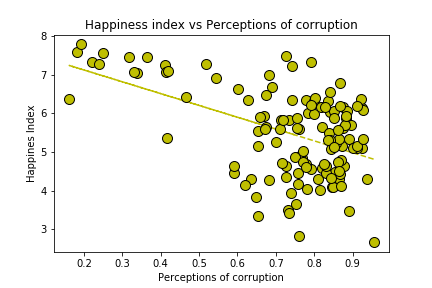 Happiness index vs Perceptions of corruption
Happines Index
8
7
6
5
4
3
0.2 0.3 0.4 0.5 0.6 0.7 0.8 0.9
Perceptions of corruption